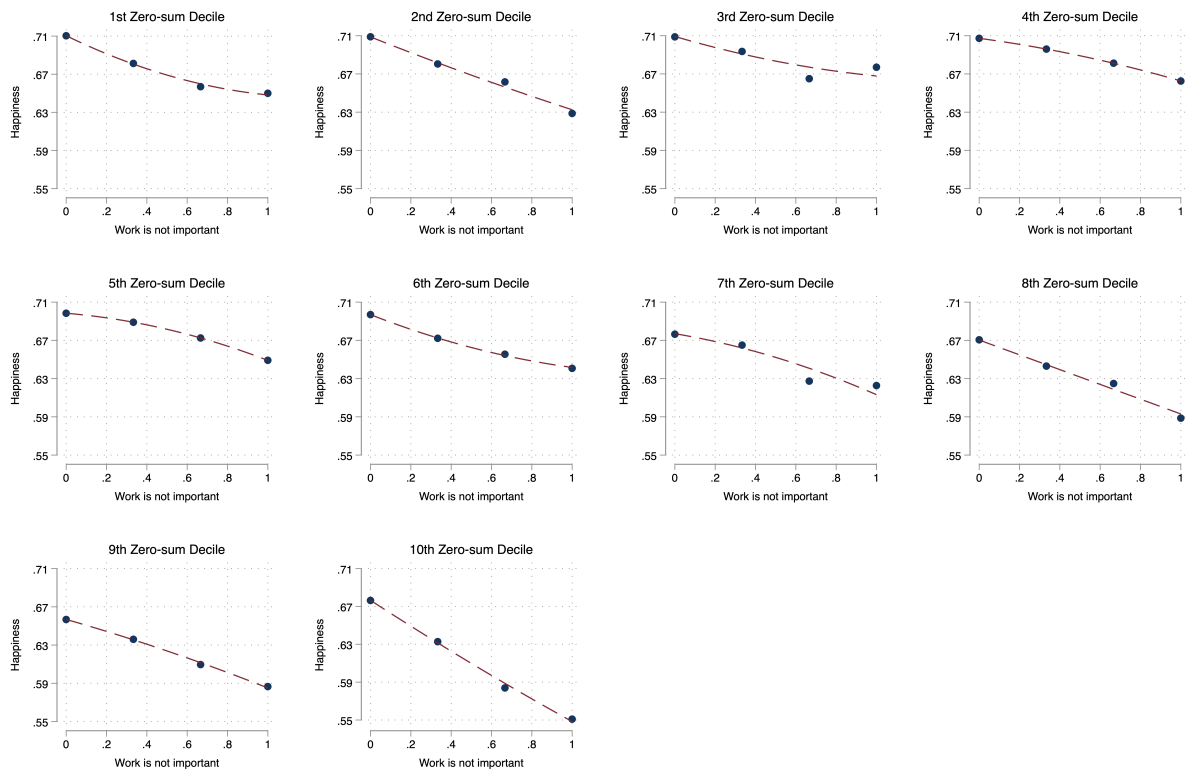 1st Zero-sum Decile
.71
.67
.63
.59
.55
Happiness
0 .2 .4 .6 .8 1
Work is not important
2nd Zero-sum Decile
.71
.67
.63
.59
.55
Happiness
0 .2 .4 .6 .8 1
Work is not important
3rd Zero-sum Decile
.71
.67
.63
.59
.55
Happiness
0 .2 .4 .6 .8 1
Work is not important
4th Zero-sum Decile
.71
.67
.63
.59
.55
Happiness
0 .2 .4 .6 .8 1
Work is not important
5th Zero-sum Decile
.71
.67
.63
.59
.55
Happiness
0 .2 .4 .6 .8 1
Work is not important
6th Zero-sum Decile
.71
.67
.63
.59
.55
Happiness
0 .2 .4 .6 .8 1
Work is not important
7th Zero-sum Decile
.71
.67
.63
.59
.55
Happiness
0 .2 .4 .6 .8 1
Work is not important
8th Zero-sum Decile
.71
.67
.63
.59
.55
Happiness
0 .2 .4 .6 .8 1
Work is not important
9th Zero-sum Decile
.71
.67
.63
.59
.55
Happiness
0 .2 .4 .6 .8 1
Work is not important
10th Zero-sum Decile
.71
.67
.63
.59
.55
Happiness
0 .2 .4 .6 .8 1
Work is not important